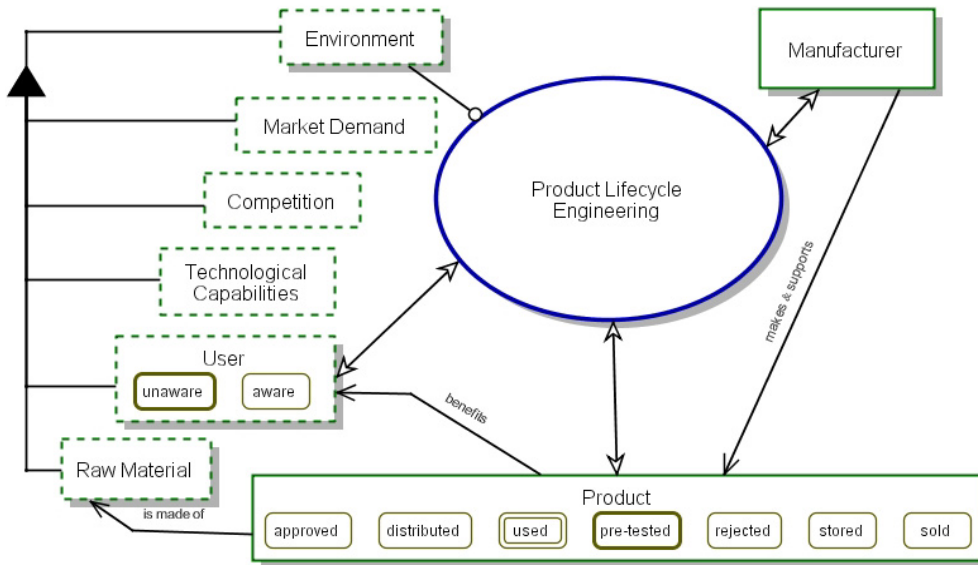 Environment
Manufacturer
Market Demand
Product Lifecycle
Engineering
Competition
Technological
Capabilities
makes & supports
User
unaware
aware
benefits
Raw Material
is made of
Product
approved
distributed
used
pre-tested
rejected
stored
sold